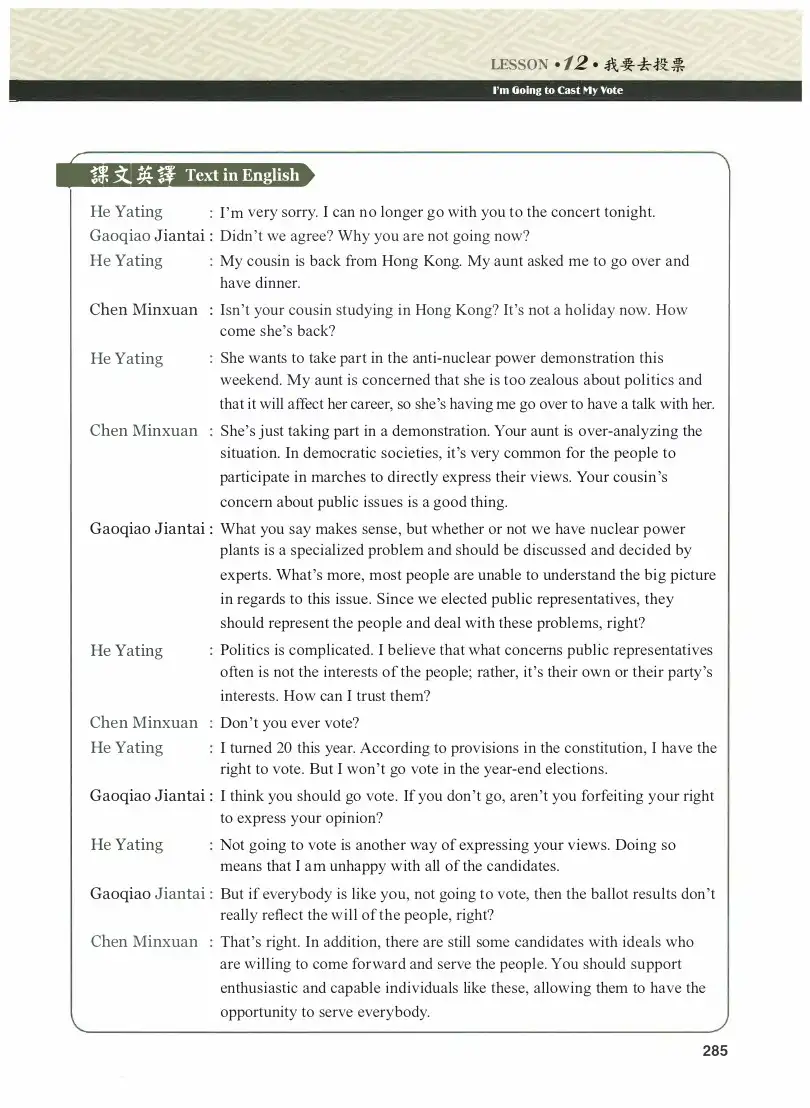 LESSON •12• 我要去投票
I'm Going to Cast My Vote
課文英譯 Text in English
He Yating : I'm very sorry. I can no longer go with you to the concert tonight.
Gaoqiao Jiantai : Didn't we agree? Why you are not going now?
He Yating : My cousin is back from Hong Kong. My aunt asked me to go over and
have dinner.
Chen Minxuan : Isn't your cousin studying in Hong Kong? It's not a holiday now. How
come she's back?
He Yating : She wants to take part in the anti-nuclear power demonstration this
weekend. My aunt is concerned that she is too zealous about politics and
that it will affect her career, so she's having me go over to have a talk with her.
Chen Minxuan : She's just taking part in a demonstration. Your aunt is over-analyzing the
situation. In democratic societies, it's very common for the people to
participate in marches to directly express their views. Your cousin's
concern about public issues is a good thing.
Gaoqiao Jiantai : What you say makes sense, but whether or not we have nuclear power
plants is a specialized problem and should be discussed and decided by
experts. What's more, most people are unable to understand the big picture
in regards to this issue. Since we elected public representatives, they
should represent the people and deal with these problems, right?
He Yating : Politics is complicated. I believe that what concerns public representatives
often is not the interests of the people; rather, it's their own or their party's
interests. How can I trust them?
Chen Minxuan : Don't you ever vote?
He Yating : I turned 20 this year. According to provisions in the constitution, I have the
right to vote. But I won't go vote in the year-end elections.
Gaoqiao Jiantai : I think you should go vote. If you don't go, aren't you forfeiting your right
to express your opinion?
He Yating : Not going to vote is another way of expressing your views. Doing so
means that I am unhappy with all of the candidates.
Gaoqiao Jiantai : But if everybody is like you, not going to vote, then the ballot results don't
really reflect the will of the people, right?
Chen Minxuan : That's right. In addition, there are still some candidates with ideals who
are willing to come forward and serve the people. You should support
enthusiastic and capable individuals like these, allowing them to have the
opportunity to serve everybody.
285